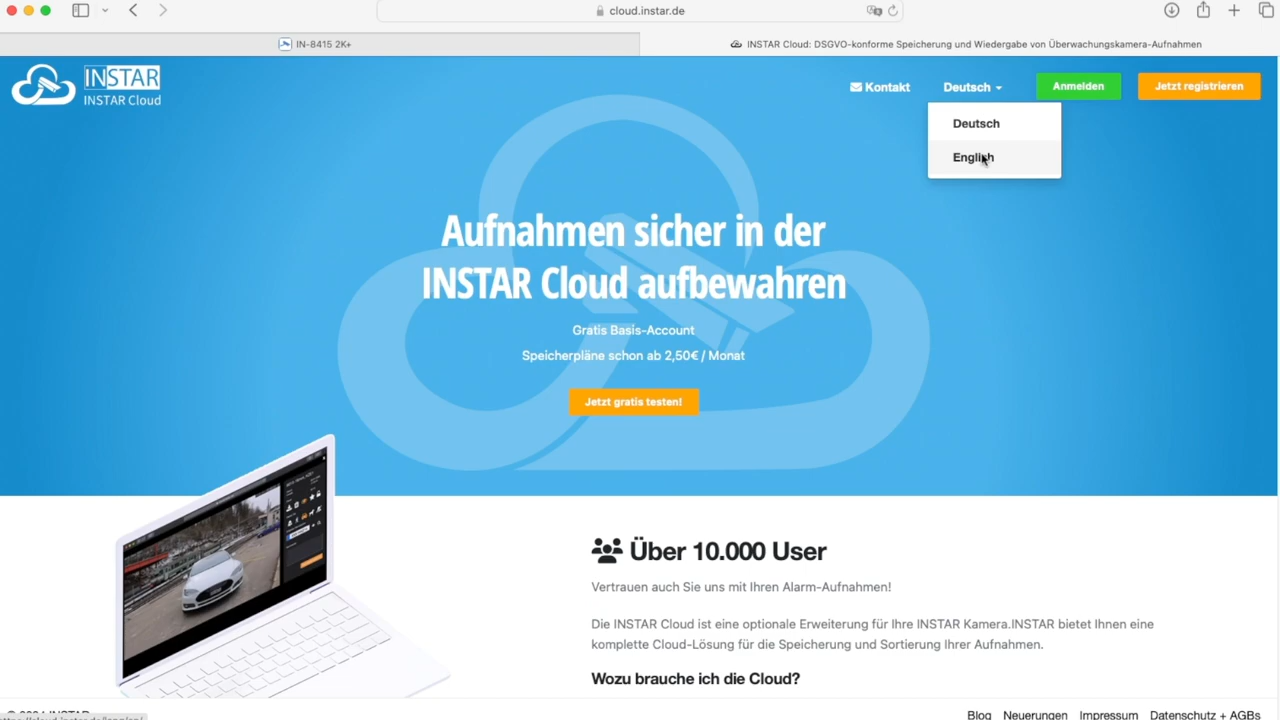 cloud.instar.de
IN-8415 2K+
INSTAR Cloud: DSGVO-konforme Speicherung und Wiedergabe von Überwachungskamera-Aufnahmen
INSTAR
INSTAR Cloud
Kontakt
Deutsch
Anmelden
Jetzt registrieren
Deutsch
English
Aufnahmen sicher in der
INSTAR Cloud aufbewahren
Gratis Basis-Account
Speicherpläne schon ab 2,50€ / Monat
Jetzt gratis testen!
Über 10.000 User
Vertrauen auch Sie uns mit Ihren Alarm-Aufnahmen!
Die INSTAR Cloud ist eine optionale Erweiterung für Ihre INSTAR Kamera.INSTAR bietet Ihnen eine
komplette Cloud-Lösung für die Speicherung und Sortierung Ihrer Aufnahmen.
Wozu brauche ich die Cloud?
Blog Neuerungen Impressum Datenschutz + AGBs